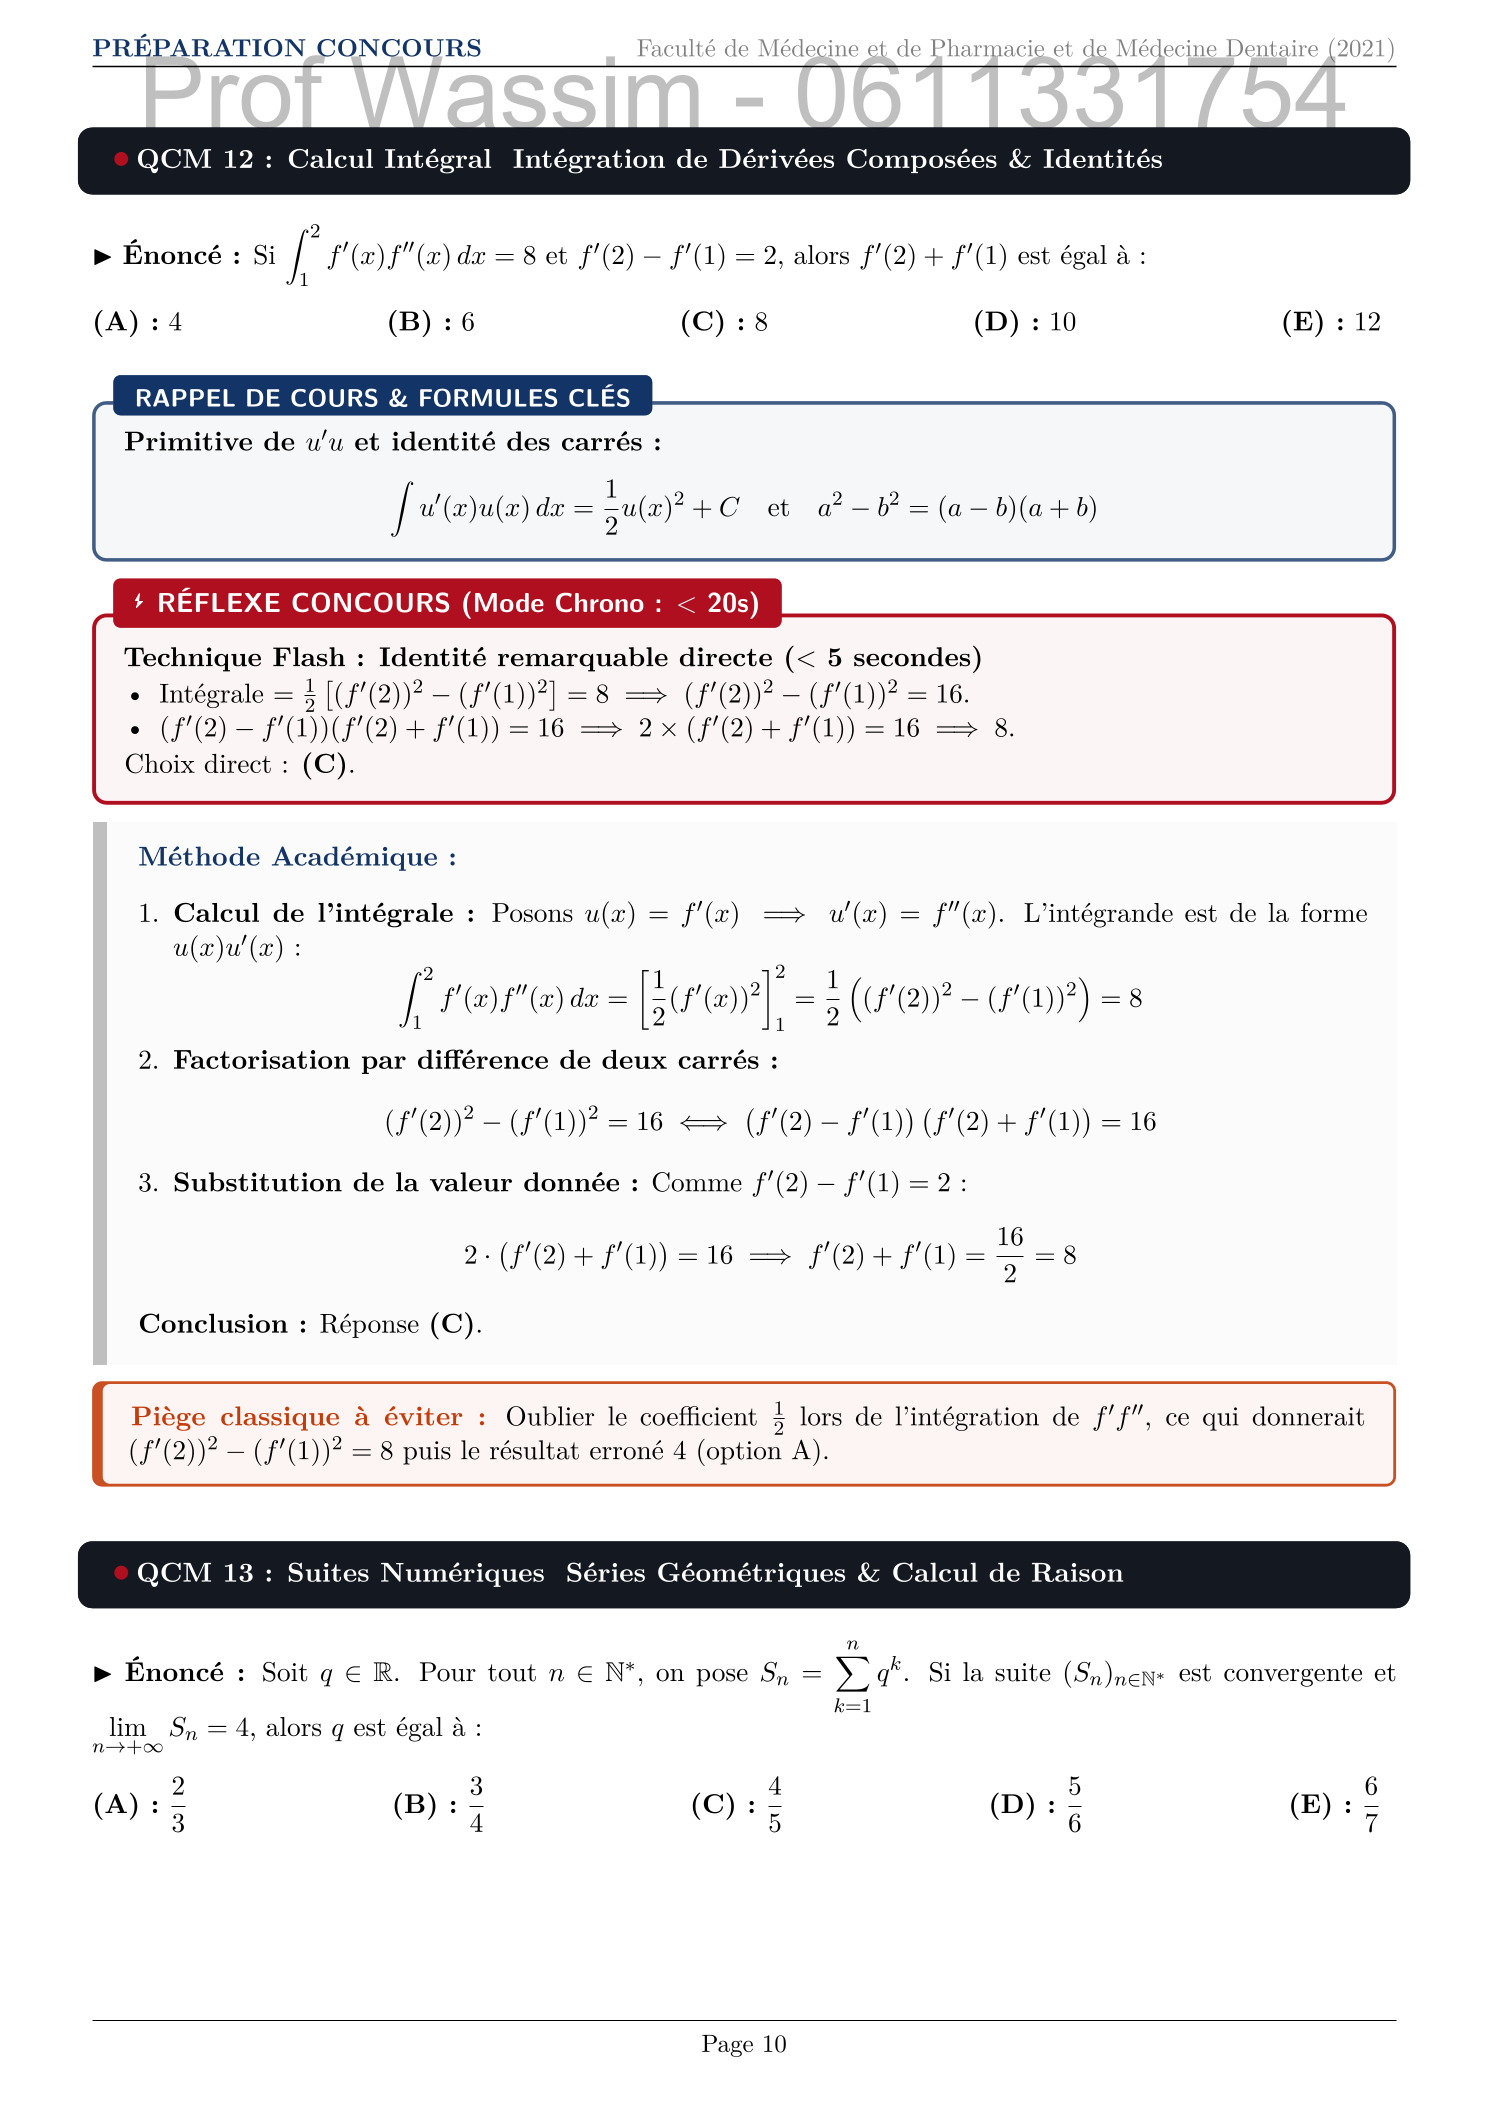 PRÉPARATION CONCOURS Faculté de Médecine et de Pharmacie et de Médecine Dentaire (2021)
Prof Wassim - 0611331754
• QCM 12 : Calcul Intégral Intégration de Dérivées Composées & Identités
▶ Énoncé : Si ∫₁² f′(x)f″(x) dx = 8 et f′(2) − f′(1) = 2, alors f′(2) + f′(1) est égal à :
(A) : 4 (B) : 6 (C) : 8 (D) : 10 (E) : 12
RAPPEL DE COURS & FORMULES CLÉS
Primitive de u′u et identité des carrés :
∫ u′(x)u(x) dx = 1/2 u(x)² + C et a² − b² = (a − b)(a + b)
⚡ RÉFLEXE CONCOURS (Mode Chrono : < 20s)
Technique Flash : Identité remarquable directe (< 5 secondes)
• Intégrale = 1/2 [(f′(2))² − (f′(1))²] = 8 ⟹ (f′(2))² − (f′(1))² = 16.
• (f′(2) − f′(1))(f′(2) + f′(1)) = 16 ⟹ 2 × (f′(2) + f′(1)) = 16 ⟹ 8.
Choix direct : (C).
Méthode Académique :
1. Calcul de l'intégrale : Posons u(x) = f′(x) ⟹ u′(x) = f″(x). L'intégrande est de la forme
u(x)u′(x) :
∫₁² f′(x)f″(x) dx = [1/2 (f′(x))²]₁² = 1/2 ((f′(2))² − (f′(1))²) = 8
2. Factorisation par différence de deux carrés :
(f′(2))² − (f′(1))² = 16 ⟺ (f′(2) − f′(1)) (f′(2) + f′(1)) = 16
3. Substitution de la valeur donnée : Comme f′(2) − f′(1) = 2 :
2 · (f′(2) + f′(1)) = 16 ⟹ f′(2) + f′(1) = 16/2 = 8
Conclusion : Réponse (C).
Piège classique à éviter : Oublier le coefficient 1/2 lors de l'intégration de f′f″, ce qui donnerait
(f′(2))² − (f′(1))² = 8 puis le résultat erroné 4 (option A).
• QCM 13 : Suites Numériques Séries Géométriques & Calcul de Raison
▶ Énoncé : Soit q ∈ ℝ. Pour tout n ∈ ℕ*, on pose Sₙ = ∑ₖ₌₁ⁿ qᵏ. Si la suite (Sₙ)n∈ℕ* est convergente et
lim n→+∞ Sₙ = 4, alors q est égal à :
(A) : 2/3 (B) : 3/4 (C) : 4/5 (D) : 5/6 (E) : 6/7
Page 10